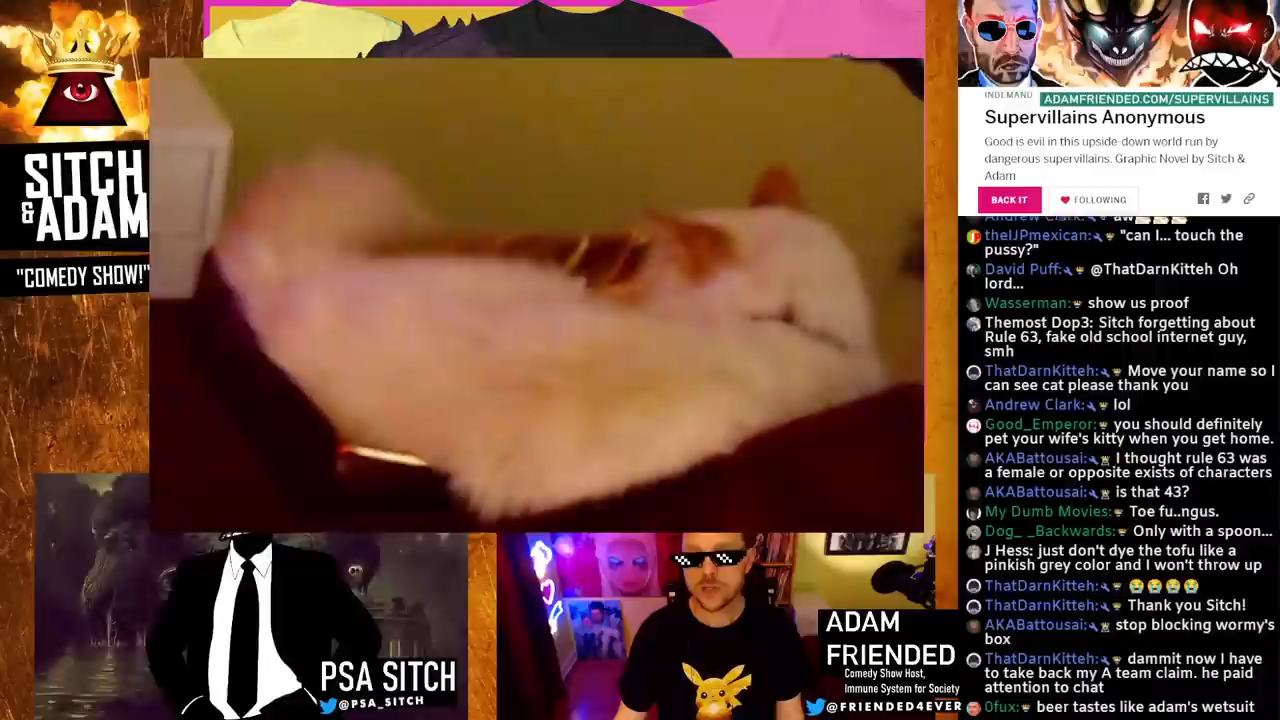 SITCH
& ADAM
"COMEDY SHOW!"
PSA SITCH
@PSA_SITCH
ADAM
FRIENDED
Comedy Show Host,
Immune System for Society
@FRIENDED4EVER
INDEMAND
ADAMFRIENDED.COM/SUPERVILLAINS
Supervillains Anonymous
Good is evil in this upside-down world run by
dangerous supervillains. Graphic Novel by Sitch &
Adam
BACK IT
FOLLOWING
Andrew Clark: aw
theIJPmexican: "can I... touch the
pussy?"
David Puff: @ThatDarnKitteh Oh
lord...
Wasserman: show us proof
Themost Dop3: Sitch forgetting about
Rule 63, fake old school internet guy,
smh
ThatDarnKitteh: Move your name so I
can see cat please thank you
Andrew Clark: lol
Good_Emperor: you should definitely
pet your wife's kitty when you get home.
AKABattousai: I thought rule 63 was
a female or opposite exists of characters
AKABattousai: is that 43?
My Dumb Movies: Toe fu..ngus.
Dog_ _Backwards: Only with a spoon...
J Hess: just don't dye the tofu like a
pinkish grey color and I won't throw up
ThatDarnKitteh: 😭😭😭😭
ThatDarnKitteh: Thank you Sitch!
AKABattousai: stop blocking wormy's
box
ThatDarnKitteh: dammit now I have
to take back my A team claim. he paid
attention to chat
0fux: beer tastes like adam's wetsuit